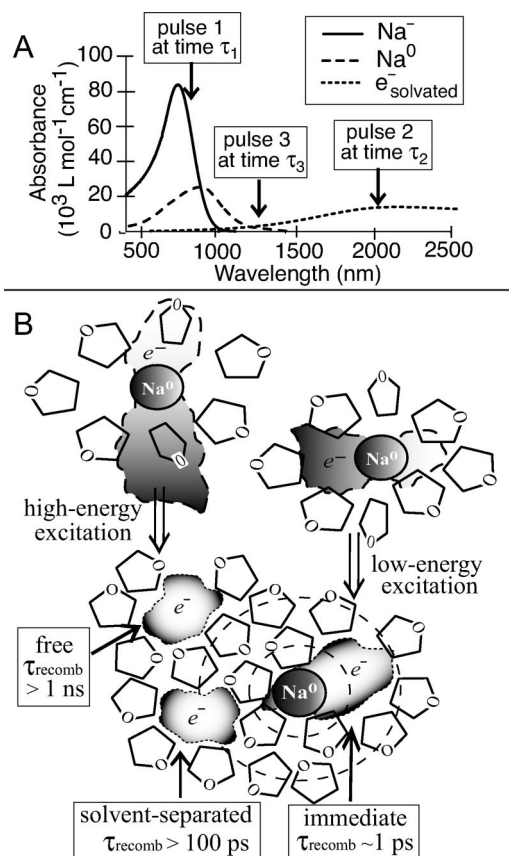 A
pulse 1
at time τ1
Na−
Na0
e−solvated
pulse 3
at time τ3
pulse 2
at time τ2
Absorbance
(10³ L mol-1cm-1)
100
80
60
40
20
0
500
1000
1500
2000
2500
Wavelength (nm)
B
O
e−
O
O
Na⁰
O
O
O
O
O
O
O
O
e−
Na⁰
O
O
O
O
O
high-energy
excitation
low-energy
excitation
O
O
O
O
O
e−
O
O
O
O
e−
free
τrecomb
> 1 ns
O
O
O
Na⁰
O
O
O
e−
O
O
O
O
O
O
O
O
O
solvent-separated
τrecomb > 100 ps
immediate
τrecomb ~1 ps